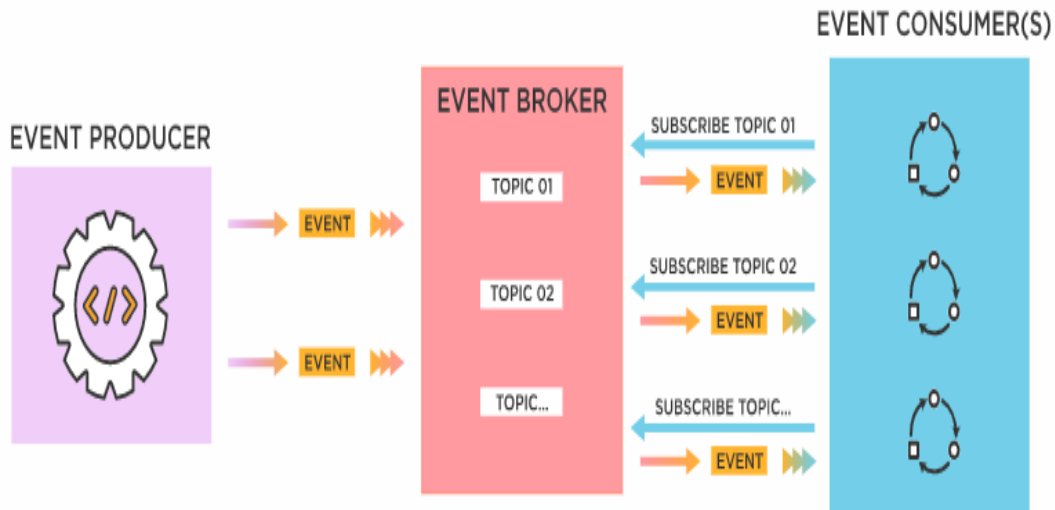 EVENT PRODUCER
EVENT
EVENT
EVENT BROKER
TOPIC 01
TOPIC 02
TOPIC...
SUBSCRIBE TOPIC 01
EVENT
SUBSCRIBE TOPIC 02
EVENT
SUBSCRIBE TOPIC...
EVENT
EVENT CONSUMER(S)